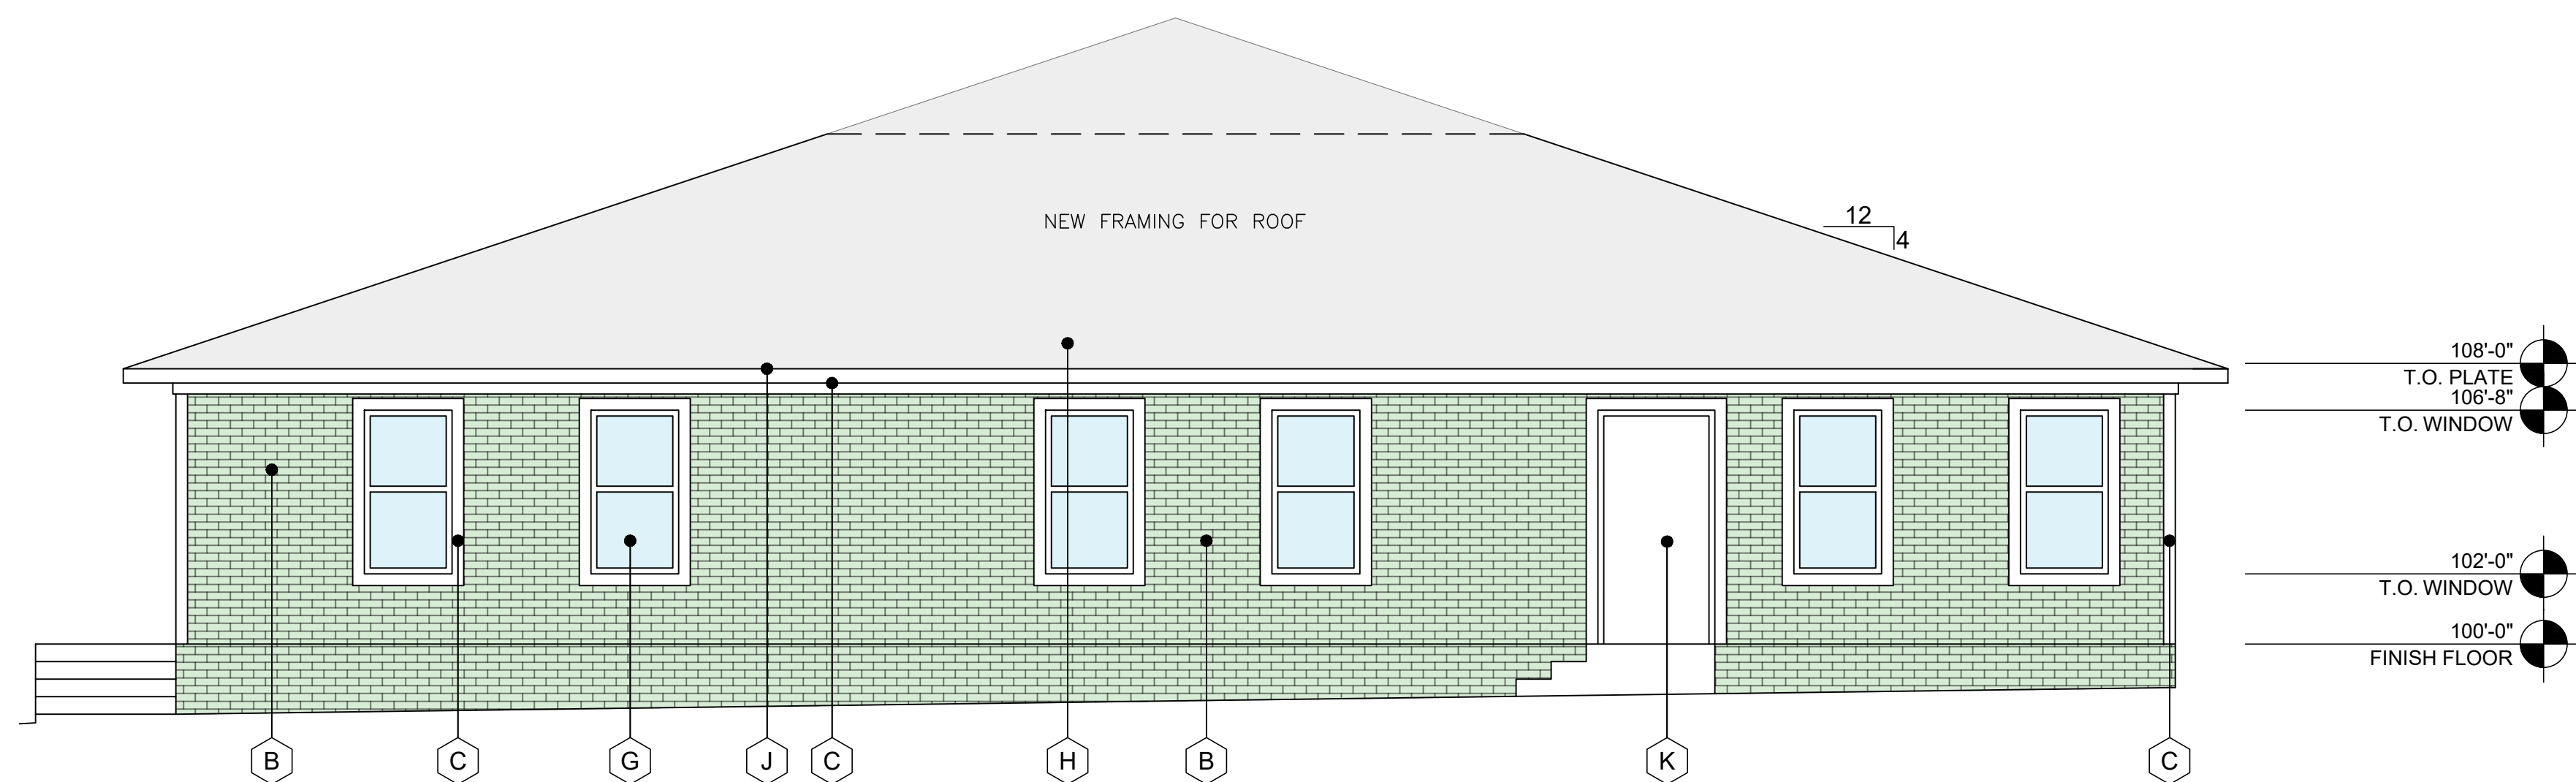 12
4
NEW FRAMING FOR ROOF
108'-0"
T.O. PLATE
106'-8"
T.O. WINDOW
102'-0"
T.O. WINDOW
100'-0"
FINISH FLOOR
B
C
G
J
C
H
B
K
C